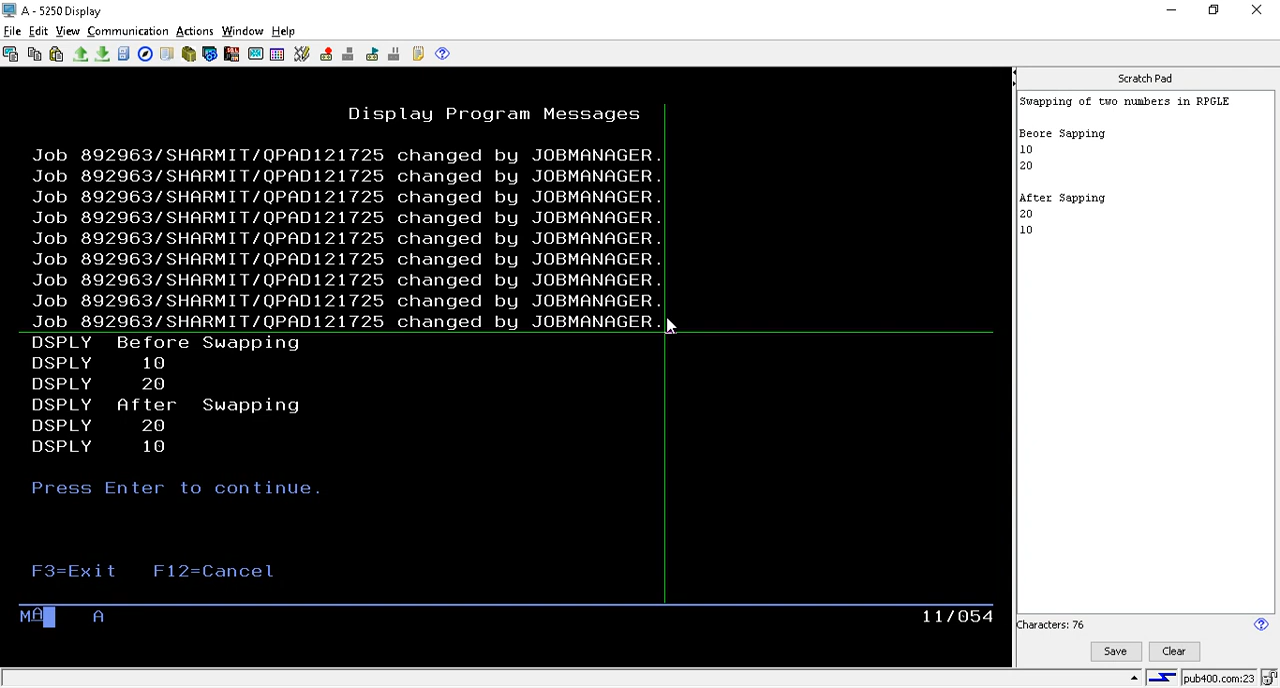 A - 5250 Display
File Edit View Communication Actions Window Help
Display Program Messages
Job 892963/SHARMIT/QPAD121725 changed by JOBMANAGER.
Job 892963/SHARMIT/QPAD121725 changed by JOBMANAGER.
Job 892963/SHARMIT/QPAD121725 changed by JOBMANAGER.
Job 892963/SHARMIT/QPAD121725 changed by JOBMANAGER.
Job 892963/SHARMIT/QPAD121725 changed by JOBMANAGER.
Job 892963/SHARMIT/QPAD121725 changed by JOBMANAGER.
Job 892963/SHARMIT/QPAD121725 changed by JOBMANAGER.
Job 892963/SHARMIT/QPAD121725 changed by JOBMANAGER.
Job 892963/SHARMIT/QPAD121725 changed by JOBMANAGER.
DSPLY Before Swapping
DSPLY 10
DSPLY 20
DSPLY After Swapping
DSPLY 20
DSPLY 10
Press Enter to continue.
F3=Exit F12=Cancel
MA A 11/054
Scratch Pad
Swapping of two numbers in RPGLE
Beore Sapping
10
20
After Sapping
20
10
Characters: 76
Save Clear
pub400.com:23